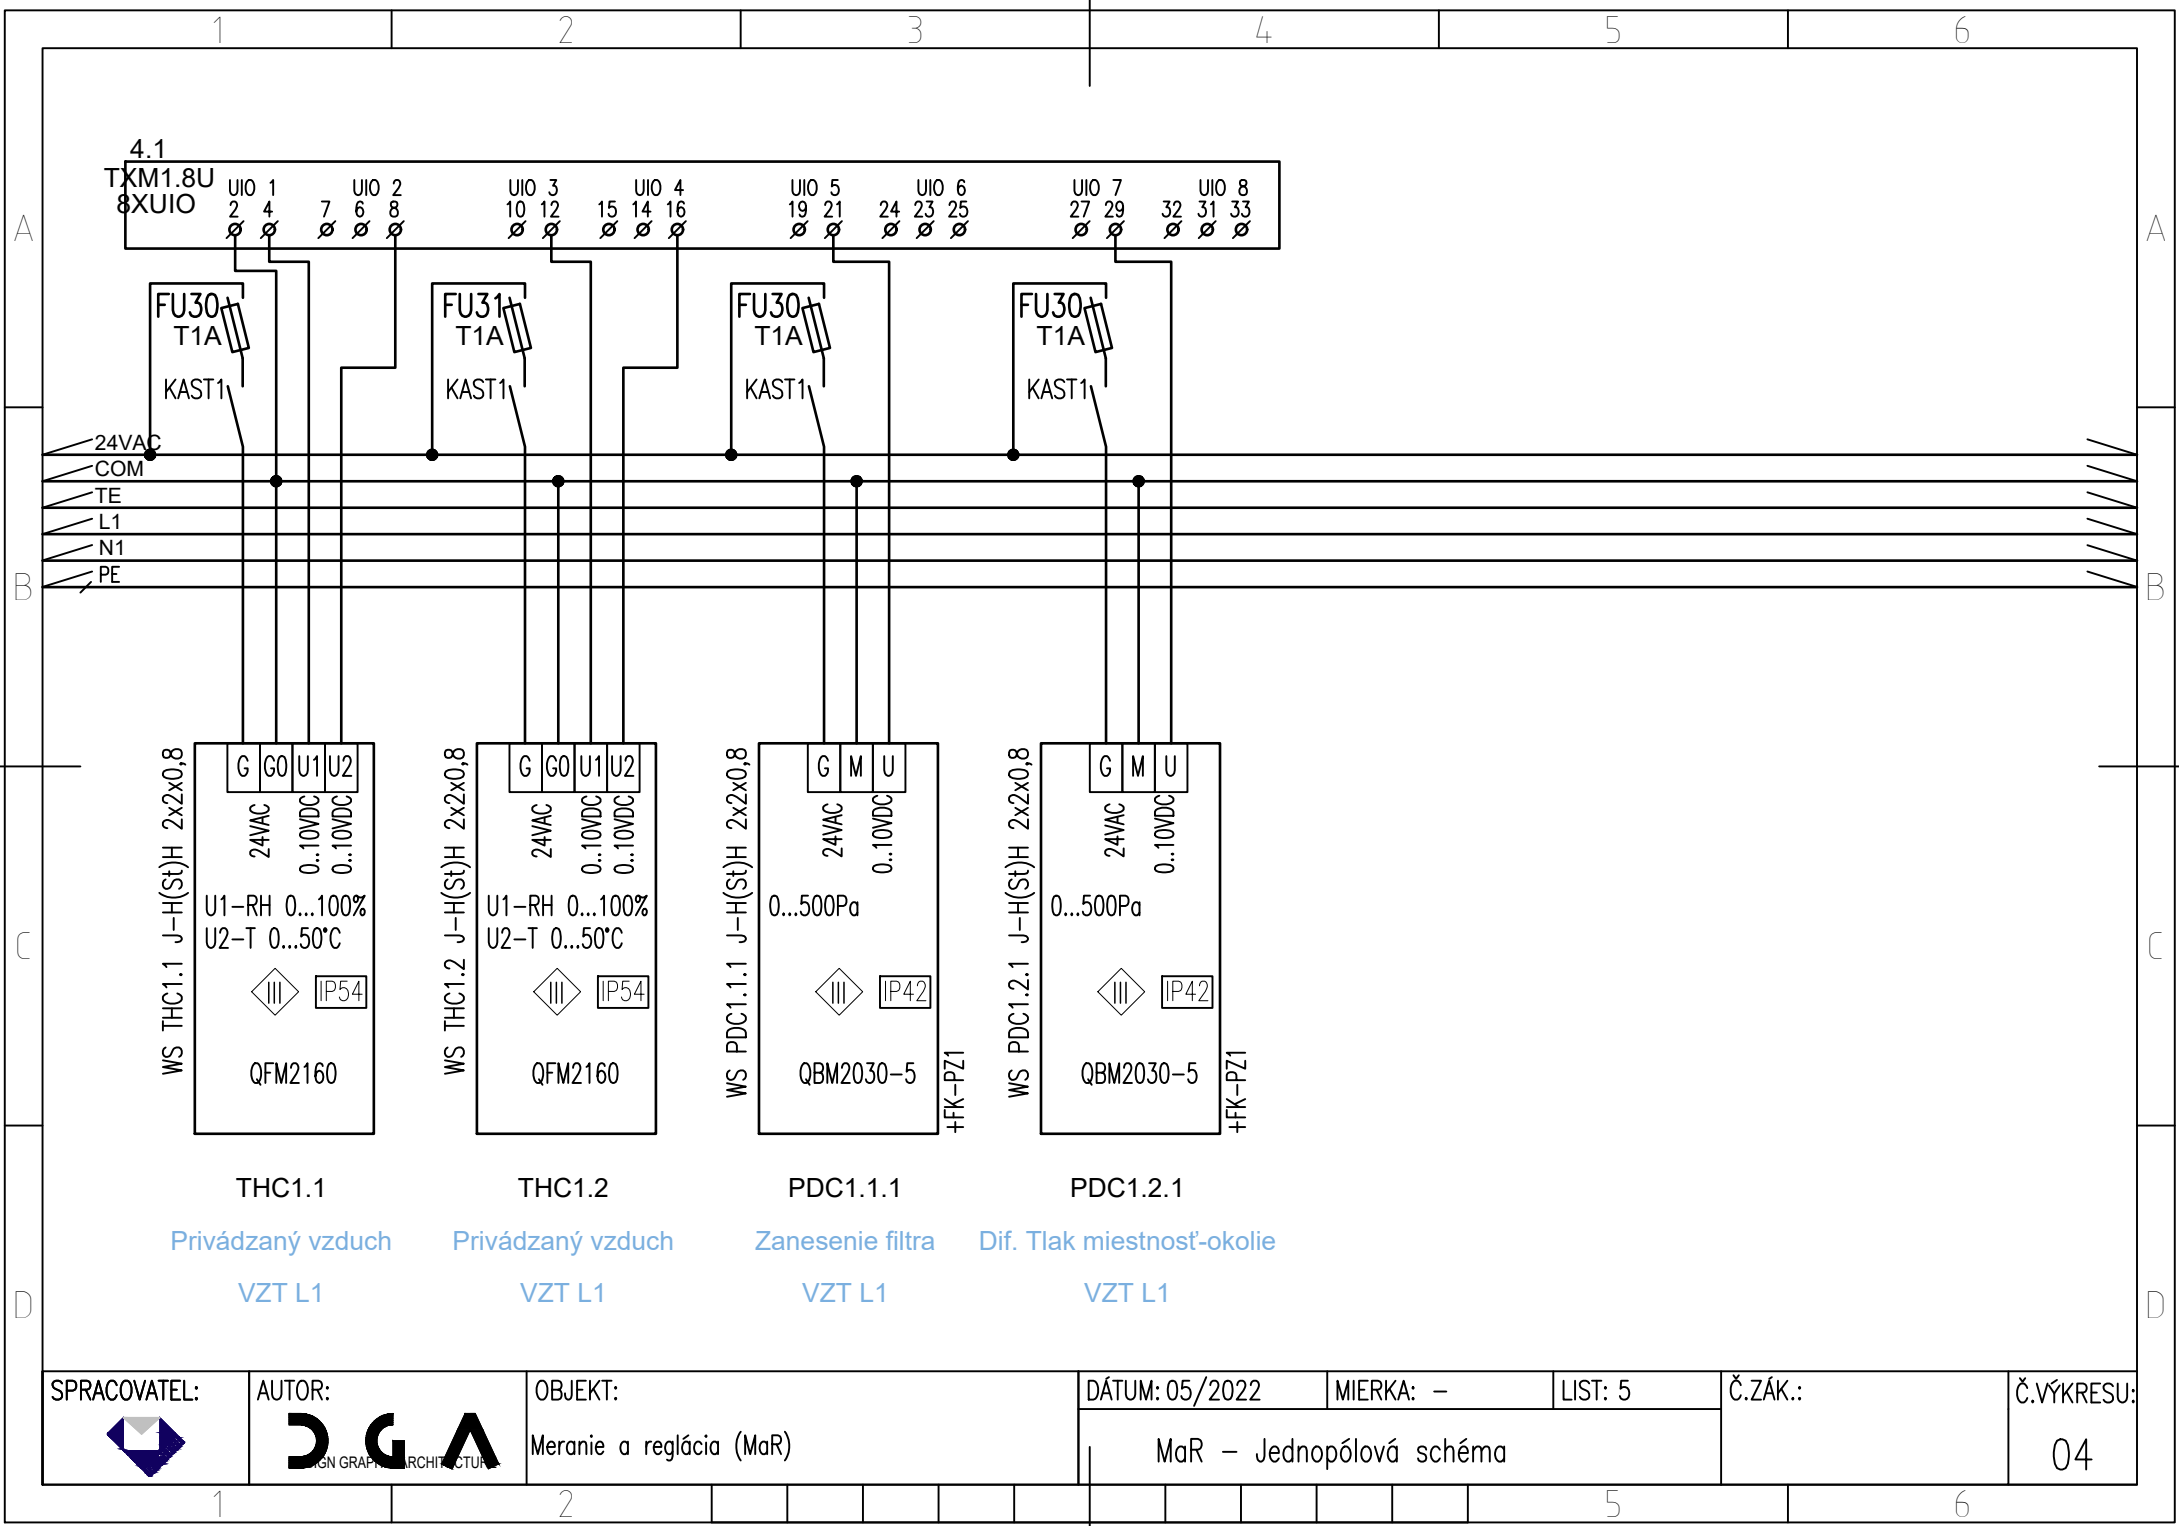 1 2 3 4 5 6
4.1
TXM1.8U
8XUIO
UIO 1 UIO 2 UIO 3 UIO 4 UIO 5 UIO 6 UIO 7 UIO 8
2 4 7 6 8 10 12 15 14 16 19 21 24 23 25 27 29 32 31 33
A A
FU30 FU31 FU30 FU30
T1A T1A T1A T1A
KAST1 KAST1 KAST1 KAST1
24VAC
COM
TE
L1
N1
PE
B B
WS THC1.1 J-H(St)H 2x2x0,8
G G0 U1 U2
24VAC 0..10VDC 0..10VDC
U1-RH 0...100%
U2-T 0...50°C
III IP54
QFM2160
WS THC1.2 J-H(St)H 2x2x0,8
G G0 U1 U2
24VAC 0..10VDC 0..10VDC
U1-RH 0...100%
U2-T 0...50°C
III IP54
QFM2160
WS PDC1.1.1 J-H(St)H 2x2x0,8
G M U
24VAC 0..10VDC
0...500Pa
III IP42
QBM2030-5
+FK-PZ1
WS PDC1.2.1 J-H(St)H 2x2x0,8
G M U
24VAC 0..10VDC
0...500Pa
III IP42
QBM2030-5
+FK-PZ1
C C
THC1.1 THC1.2 PDC1.1.1 PDC1.2.1
Privádzaný vzduch Privádzaný vzduch Zanesenie filtra Dif. Tlak miestnosť-okolie
VZT L1 VZT L1 VZT L1 VZT L1
D D
SPRACOVATEL: AUTOR: OBJEKT: DÁTUM: 05/2022 MIERKA: - LIST: 5 Č.ZÁK.: Č.VÝKRESU:
DGA
Meranie a reglácia (MaR) MaR - Jednopólová schéma 04
1 2 5 6